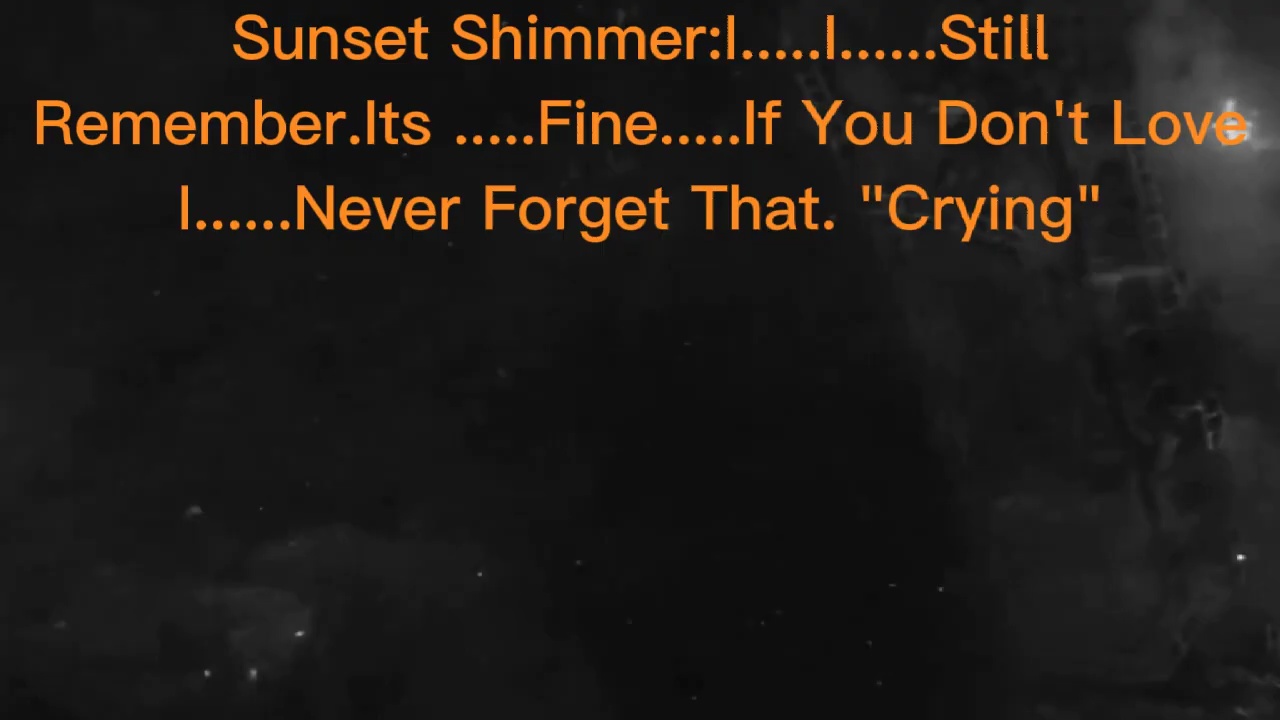 Sunset Shimmer:I.....I......Still
Remember.Its .....Fine.....If You Don't Love
I......Never Forget That. "Crying"